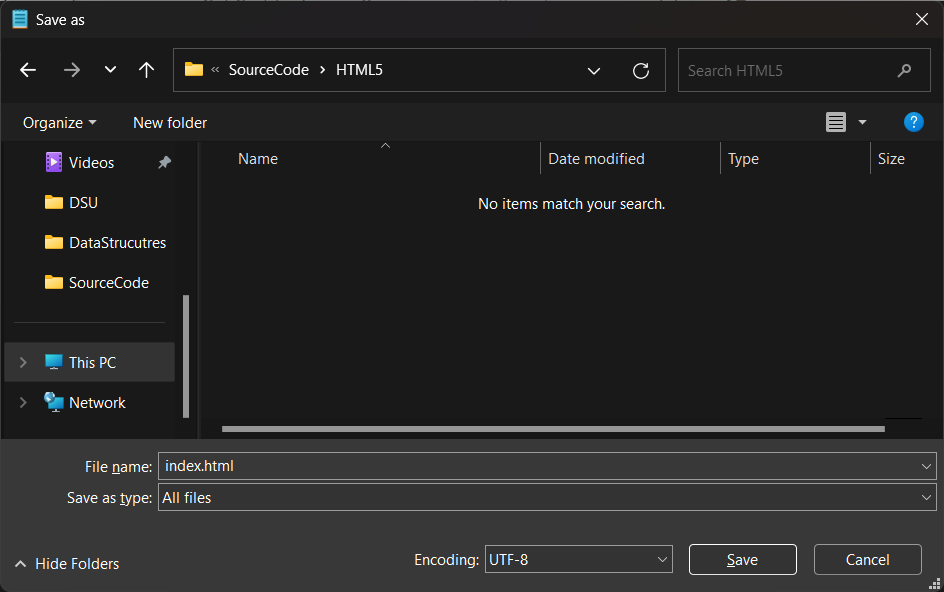 Save as
« SourceCode › HTML5
Search HTML5
Organize
New folder
Name
Date modified
Type
Size
Videos
DSU
DataStrucutres
SourceCode
This PC
Network
No items match your search.
File name: index.html
Save as type: All files
Hide Folders
Encoding: UTF-8
Save
Cancel